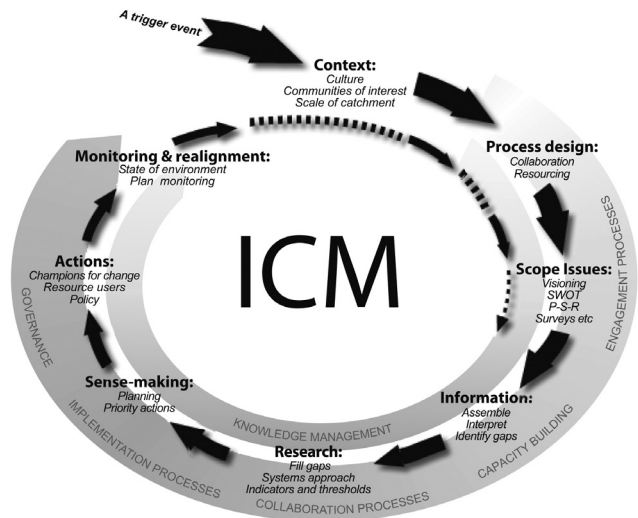 A trigger event
Context:
Culture
Communities of interest
Scale of catchment
Process design:
Collaboration
Resourcing
Scope Issues:
Visioning
SWOT
P-S-R
Surveys etc
Information:
Assemble
Interpret
Identify gaps
Research:
Fill gaps
Systems approach
Indicators and thresholds
Sense-making:
Planning
Priority actions
Actions:
Champions for change
Resource users
Policy
Monitoring & realignment:
State of environment
Plan monitoring
ICM
ENGAGEMENT PROCESSES
CAPACITY BUILDING
COLLABORATION PROCESSES
IMPLEMENTATION PROCESSES
GOVERNANCE
KNOWLEDGE MANAGEMENT